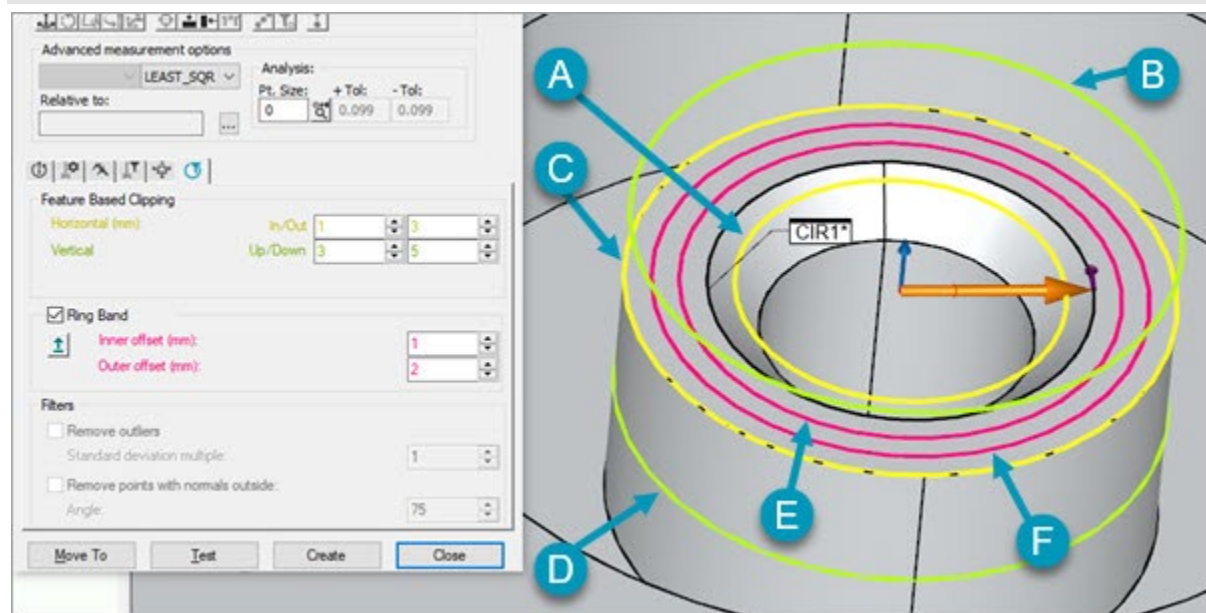 Advanced measurement options
LEAST_SQR
Analysis:
Pt. Size: + Tol: - Tol:
0 0.099 0.099
Relative to:
...
Feature Based Clipping
Horizontal (mm): In/Out 1 3
Vertical Up/Down 3 5
Ring Band
Inner offset (mm): 1
Outer offset (mm): 2
Filters
Remove outliers
Standard deviation multiple: 1
Remove points with normals outside:
Angle: 75
Move To Test Create Close
A
B
C
CIR1*
E
F
D